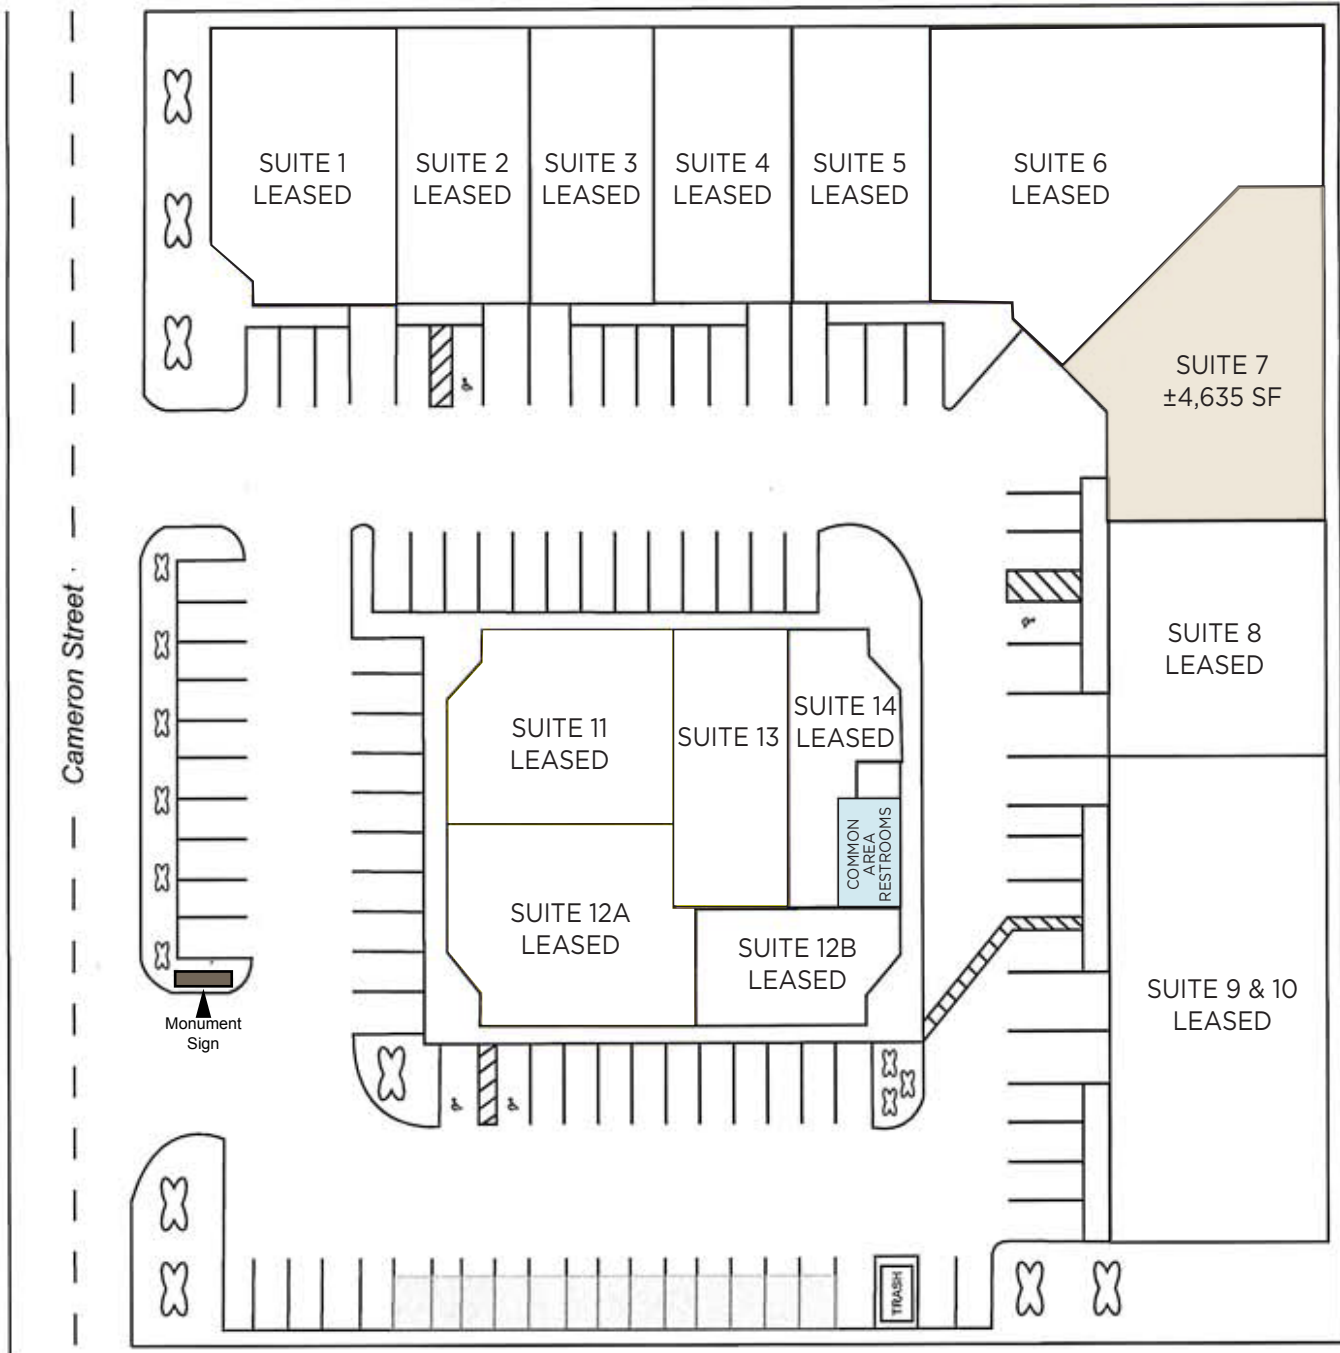 SUITE 1
LEASED
SUITE 2
LEASED
SUITE 3
LEASED
SUITE 4
LEASED
SUITE 5
LEASED
SUITE 6
LEASED
SUITE 7
±4,635 SF
SUITE 8
LEASED
SUITE 9 & 10
LEASED
SUITE 11
LEASED
SUITE 13
SUITE 14
LEASED
COMMON
AREA
RESTROOMS
SUITE 12A
LEASED
SUITE 12B
LEASED
Cameron Street
Monument
Sign
TRASH